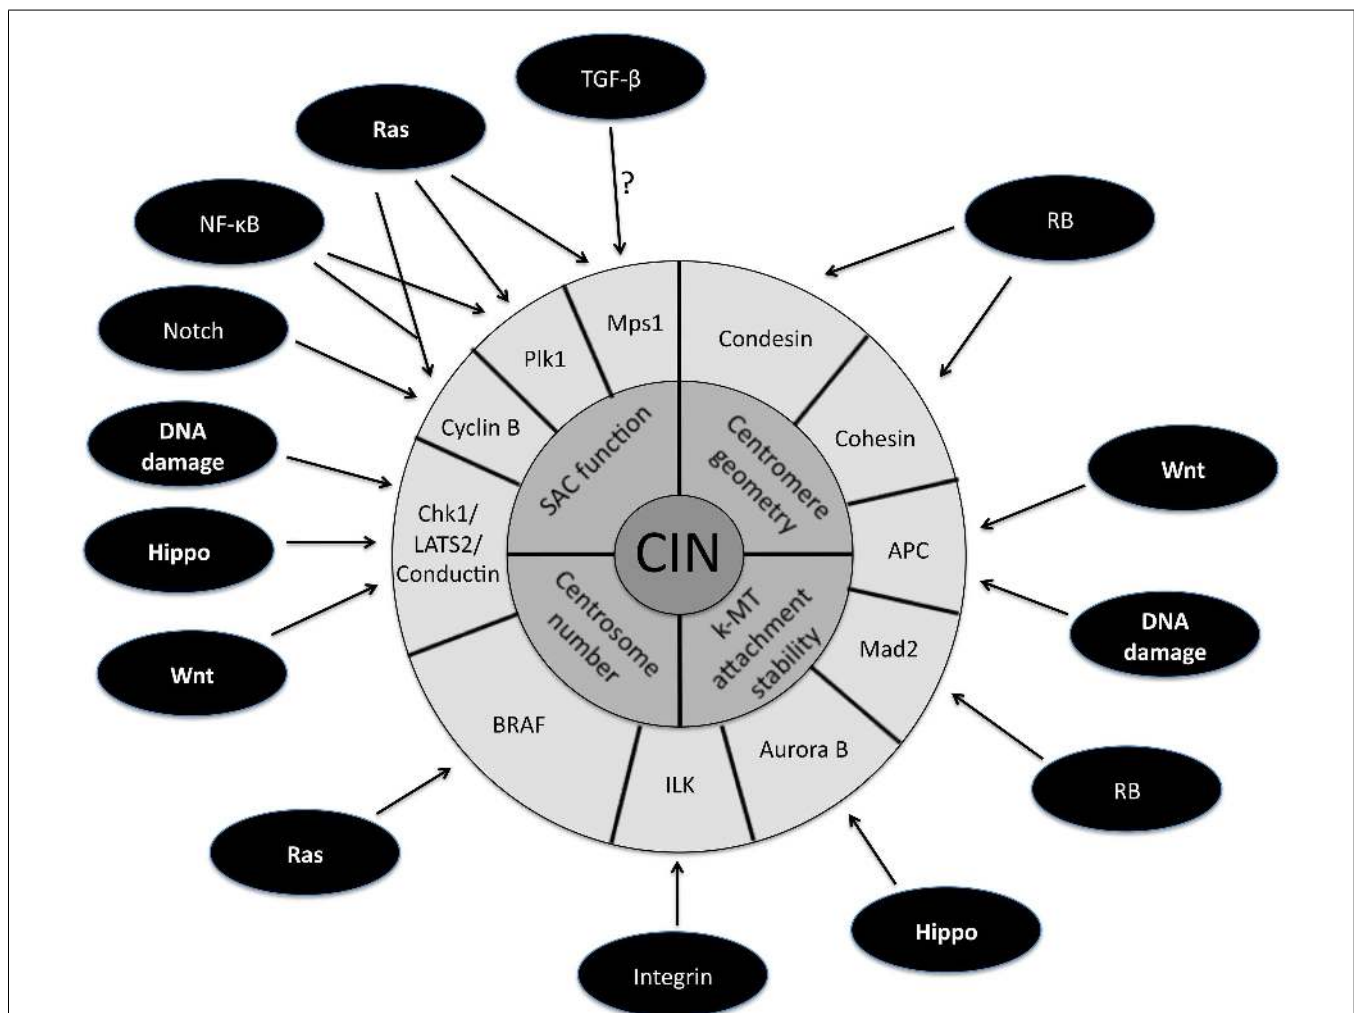 TGF-β
Ras
?
NF-κB
RB
Notch
Mps1
Condesin
Plk1
Cyclin B
Cohesin
SAC function
Centromere
geometry
DNA
damage
Wnt
Chk1/
LATS2/
Conductin
Hippo
CIN
APC
Centrosome
number
k-MT
attachment
stability
DNA
damage
Mad2
Wnt
BRAF
Aurora B
ILK
RB
Ras
Hippo
Integrin